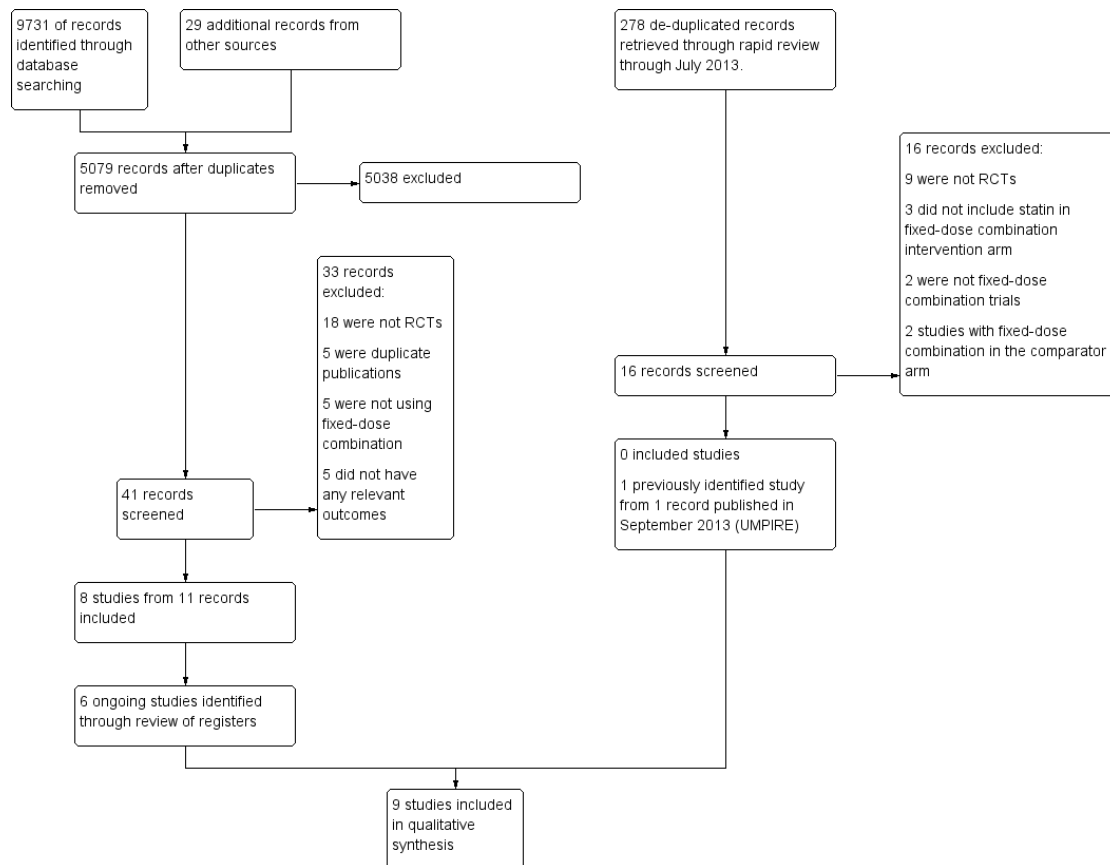 9731 of records
identified through
database
searching
29 additional records from
other sources
278 de-duplicated records
retrieved through rapid review
through July 2013.
5079 records after duplicates
removed
5038 excluded
16 records excluded:
9 were not RCTs
3 did not include statin in
fixed-dose combination
intervention arm
2 were not fixed-dose
combination trials
2 studies with fixed-dose
combination in the comparator
arm
33 records
excluded:
18 were not RCTs
5 were duplicate
publications
5 were not using
fixed-dose
combination
5 did not have
any relevant
outcomes
16 records screened
41 records
screened
0 included studies
1 previously identified study
from 1 record published in
September 2013 (UMPIRE)
8 studies from 11 records
included
6 ongoing studies identified
through review of registers
9 studies included
in qualitative
synthesis